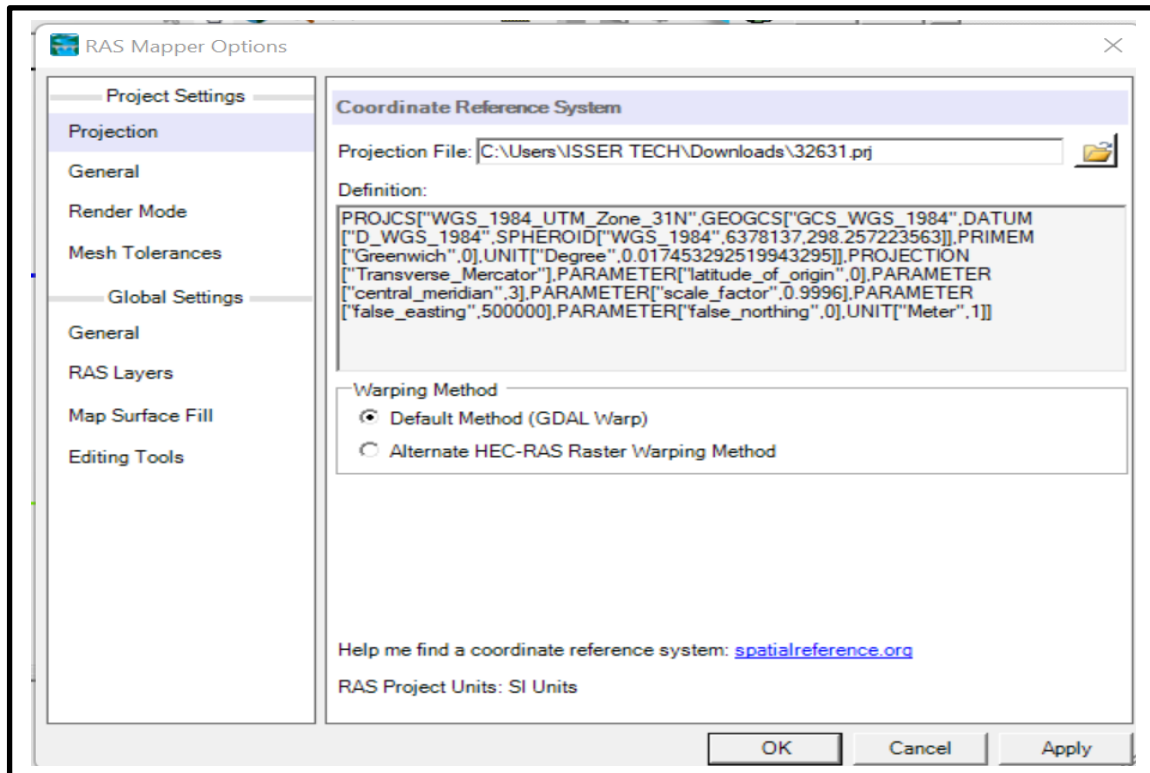 RAS Mapper Options
Project Settings
Projection
General
Render Mode
Mesh Tolerances
Global Settings
General
RAS Layers
Map Surface Fill
Editing Tools
Coordinate Reference System
Projection File: C:\Users\ISSER TECH\Downloads\32631.prj
Definition:
PROJCS["WGS_1984_UTM_Zone_31N",GEOGCS["GCS_WGS_1984",DATUM
["D_WGS_1984",SPHEROID["WGS_1984",6378137,298.257223563]],PRIMEM
["Greenwich",0],UNIT["Degree",0.017453292519943295]],PROJECTION
["Transverse_Mercator"],PARAMETER["latitude_of_origin",0],PARAMETER
["central_meridian",3],PARAMETER["scale_factor",0.9996],PARAMETER
["false_easting",500000],PARAMETER["false_northing",0],UNIT["Meter",1]]
Warping Method
Default Method (GDAL Warp)
Alternate HEC-RAS Raster Warping Method
Help me find a coordinate reference system: spatialreference.org
RAS Project Units: SI Units
OK Cancel Apply